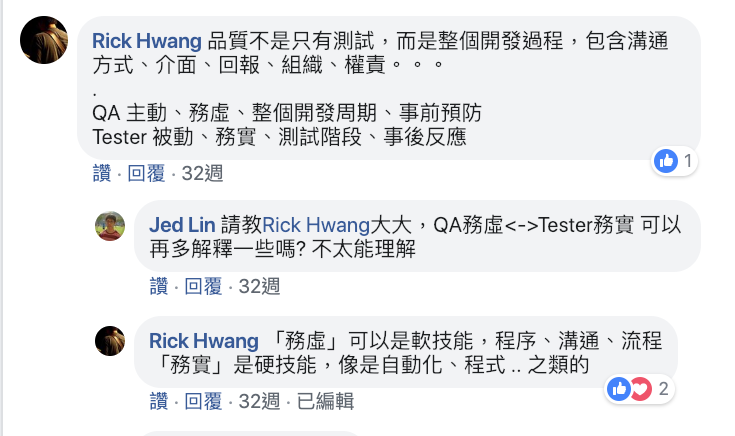 Rick Hwang 品質不是只有測試，而是整個開發過程，包含溝通
方式、介面、回報、組織、權責。。。
.
QA 主動、務虛、整個開發周期、事前預防
Tester 被動、務實、測試階段、事後反應
1
讚 · 回覆 · 32週
Jed Lin 請教Rick Hwang大大，QA務虛<->Tester務實 可以
再多解釋一些嗎? 不太能理解
讚 · 回覆 · 32週
Rick Hwang 「務虛」可以是軟技能，程序、溝通、流程
「務實」是硬技能，像是自動化、程式 .. 之類的
2
讚 · 回覆 · 32週 · 已編輯